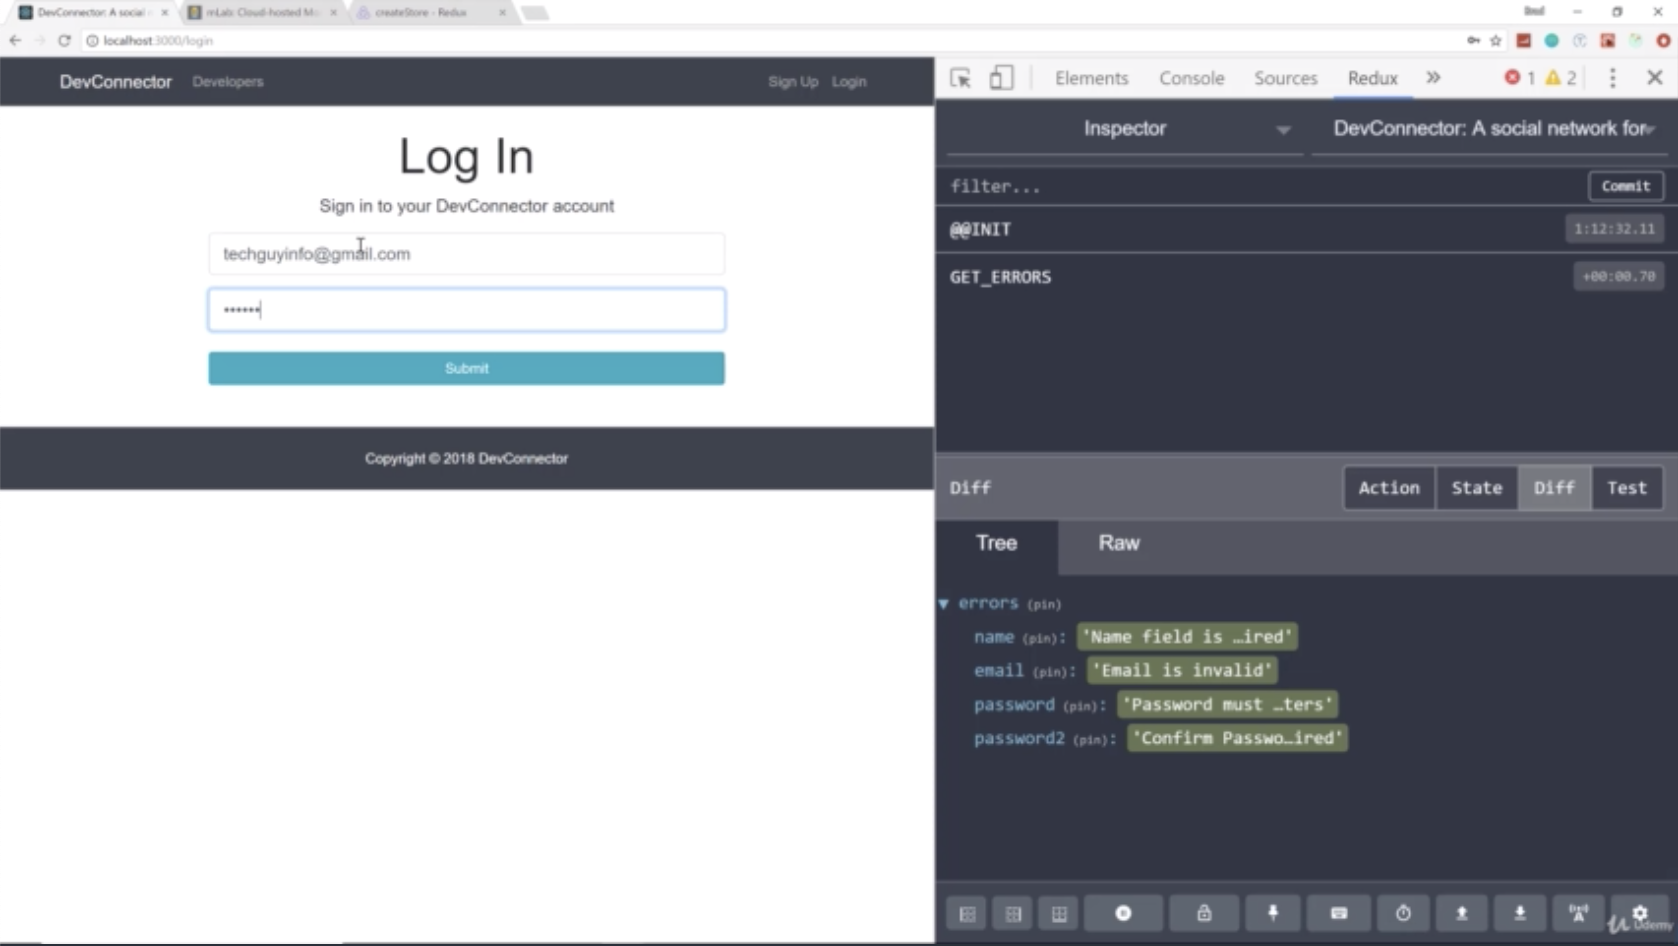 DevConnector: A social
mLab: Cloud-hosted Mo
createStore - Redux
localhost:3000/login
DevConnector
Developers
Sign Up
Login
Log In
Sign in to your DevConnector account
techguyinfo@gmail.com
••••••
Submit
Copyright © 2018 DevConnector
Elements
Console
Sources
Redux
»
1
2
Inspector
DevConnector: A social network for
filter...
Commit
@@INIT
1:12:32.11
GET_ERRORS
+00:00.70
Diff
Action
State
Diff
Test
Tree
Raw
errors (pin)
name (pin): 'Name field is …ired'
email (pin): 'Email is invalid'
password (pin): 'Password must …ters'
password2 (pin): 'Confirm Passwo…ired'
Udemy